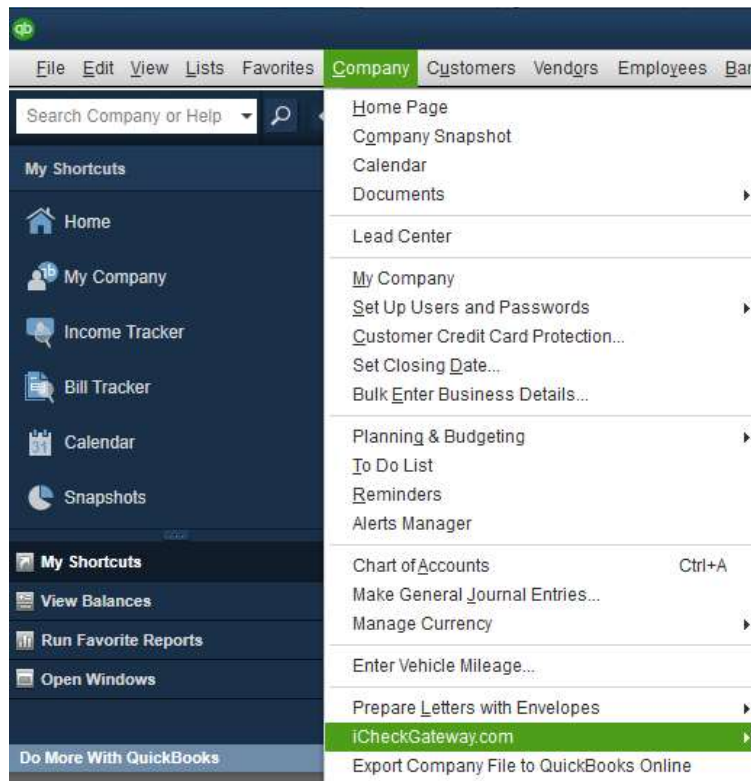 qb
File Edit View Lists Favorites Company Customers Vendors Employees Ban
Search Company or Help
My Shortcuts
Home
My Company
Income Tracker
Bill Tracker
31
Calendar
Snapshots
My Shortcuts
View Balances
Run Favorite Reports
Open Windows
Do More With QuickBooks
Home Page
Company Snapshot
Calendar
Documents
Lead Center
My Company
Set Up Users and Passwords
Customer Credit Card Protection...
Set Closing Date...
Bulk Enter Business Details...
Planning & Budgeting
To Do List
Reminders
Alerts Manager
Chart of Accounts Ctrl+A
Make General Journal Entries...
Manage Currency
Enter Vehicle Mileage...
Prepare Letters with Envelopes
iCheckGateway.com
Export Company File to QuickBooks Online